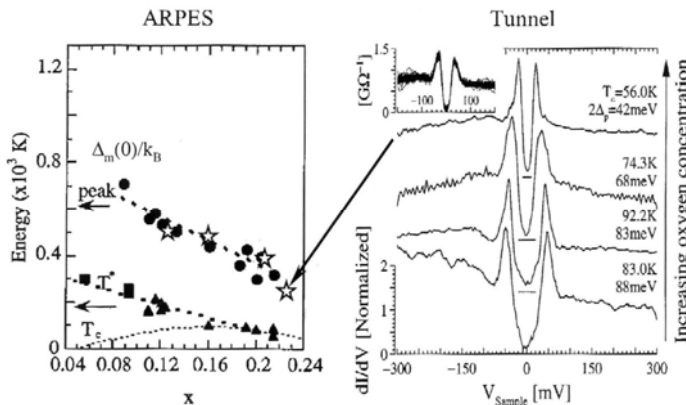 ARPES
Tunnel
1.2
0.8
0.4
0
Energy (x10³ K)
Δm(0)/kB
peak
T*
Tc
0.04 0.08 0.12 0.16 0.20 0.24
x
1.5
1.0
0.5
0
[GΩ⁻¹]
-100 100
Tc=56.0K
2Δp=42meV
74.3K
68meV
92.2K
83meV
83.0K
88meV
2
1
0
dI/dV [Normalized]
-300 -150 0 150 300
VSample [mV]
Increasing oxygen concentration